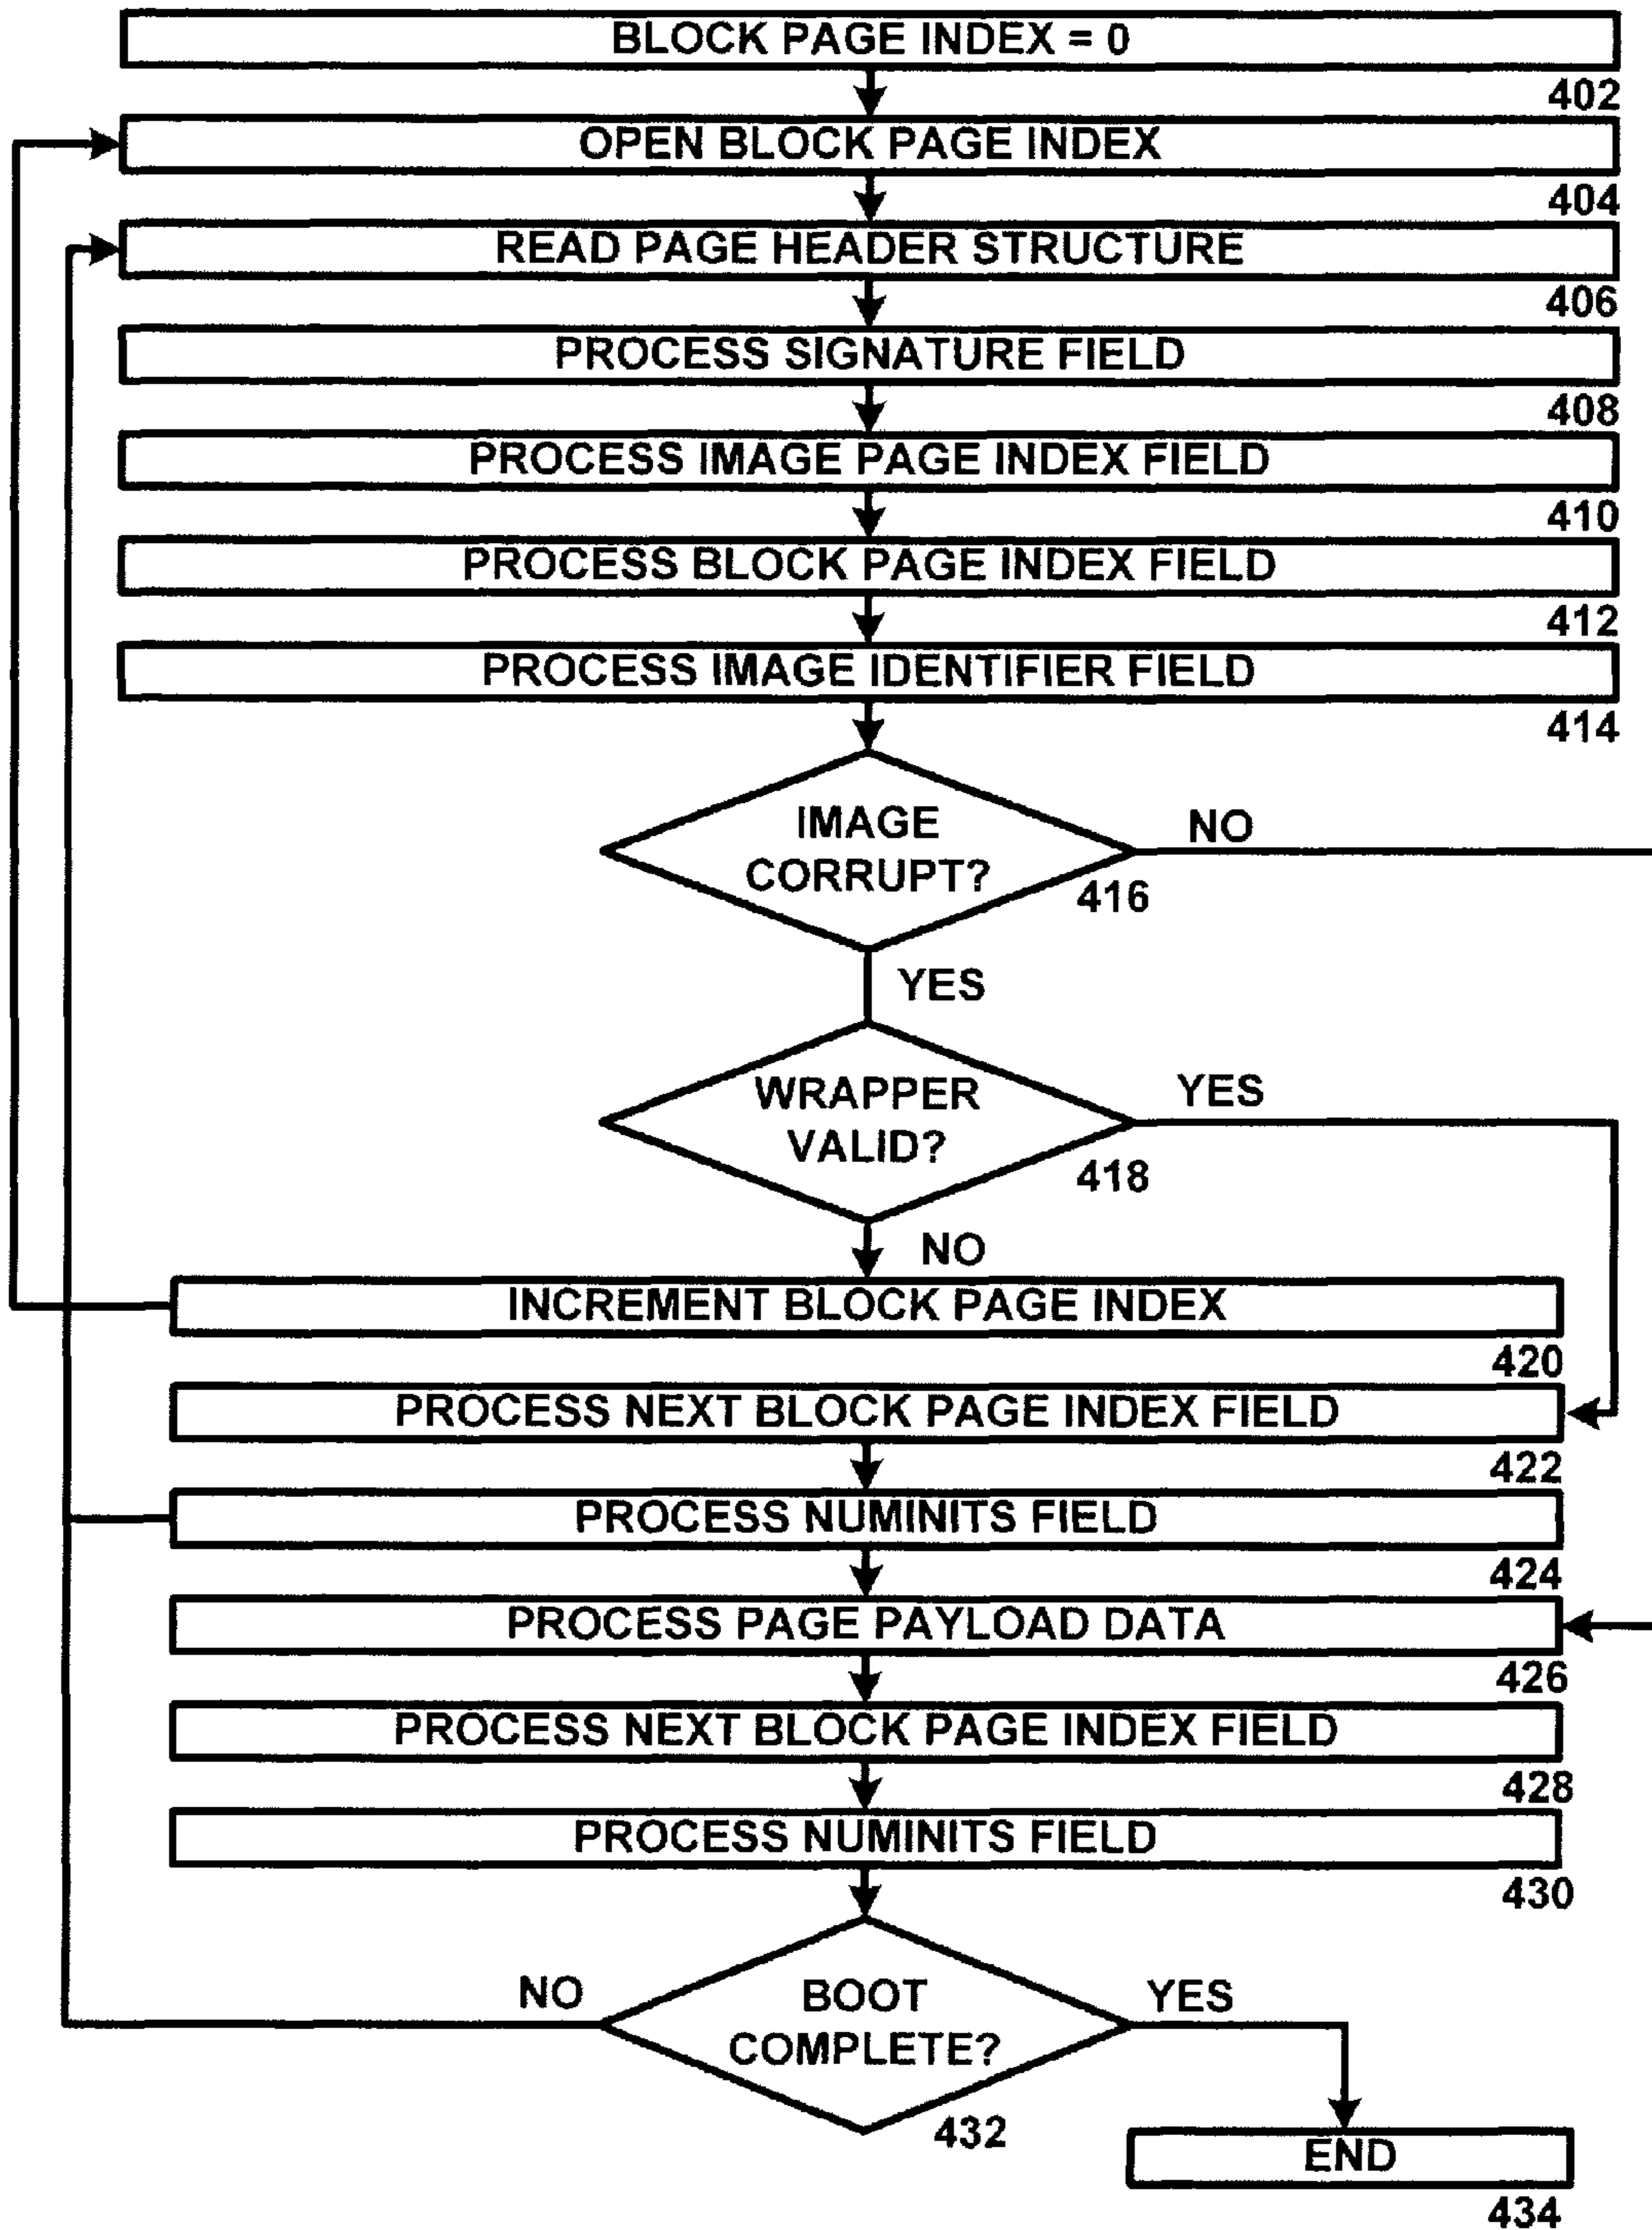 BLOCK PAGE INDEX = 0
402
OPEN BLOCK PAGE INDEX
404
READ PAGE HEADER STRUCTURE
406
PROCESS SIGNATURE FIELD
408
PROCESS IMAGE PAGE INDEX FIELD
410
PROCESS BLOCK PAGE INDEX FIELD
412
PROCESS IMAGE IDENTIFIER FIELD
414
IMAGE
CORRUPT?
NO
416
YES
WRAPPER
VALID?
YES
418
NO
INCREMENT BLOCK PAGE INDEX
420
PROCESS NEXT BLOCK PAGE INDEX FIELD
422
PROCESS NUMINITS FIELD
424
PROCESS PAGE PAYLOAD DATA
426
PROCESS NEXT BLOCK PAGE INDEX FIELD
428
PROCESS NUMINITS FIELD
430
NO
BOOT
COMPLETE?
YES
432
END
434